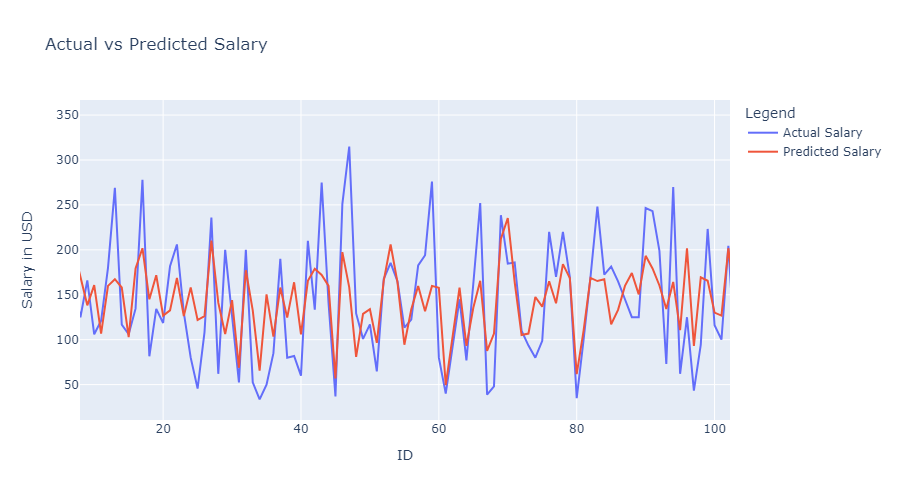 Actual vs Predicted Salary
Legend
Actual Salary
Predicted Salary
Salary in USD
350
300
250
200
150
100
50
20
40
60
80
100
ID